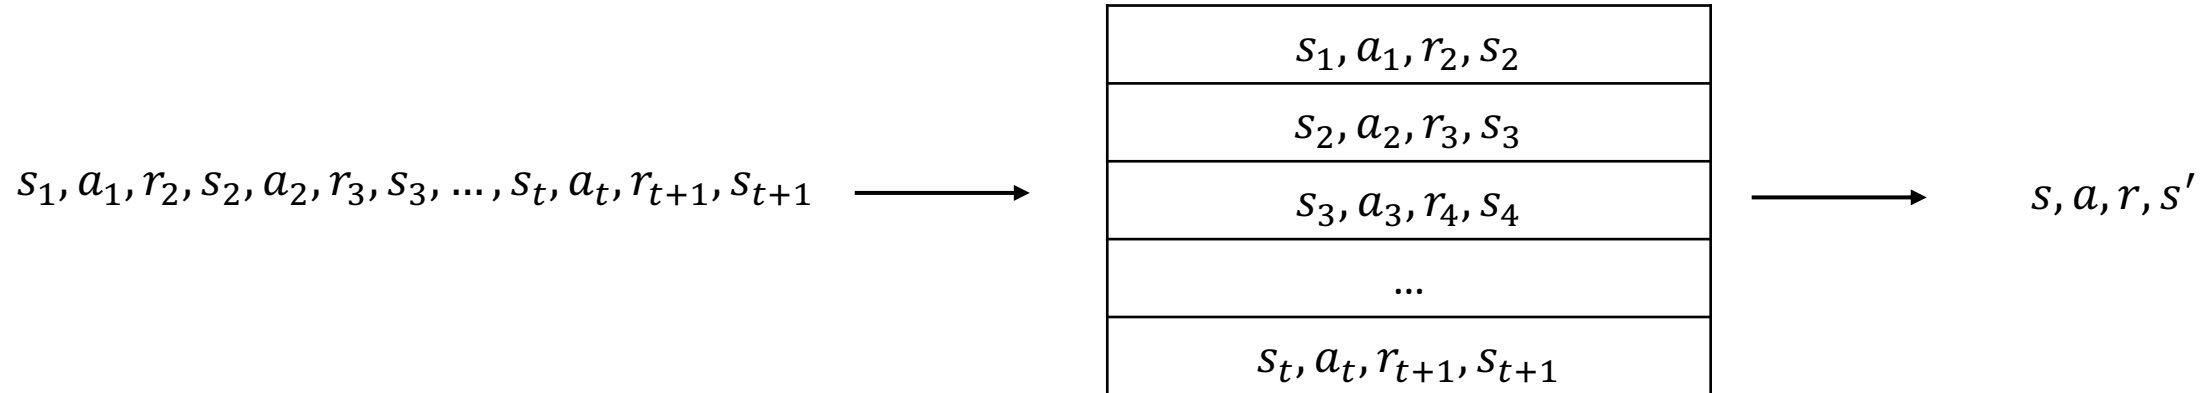 s₁, a₁, r₂, s₂, a₂, r₃, s₃, … , sₜ, aₜ, rₜ₊₁, sₜ₊₁
s₁, a₁, r₂, s₂
s₂, a₂, r₃, s₃
s₃, a₃, r₄, s₄
…
sₜ, aₜ, rₜ₊₁, sₜ₊₁
s, a, r, s′